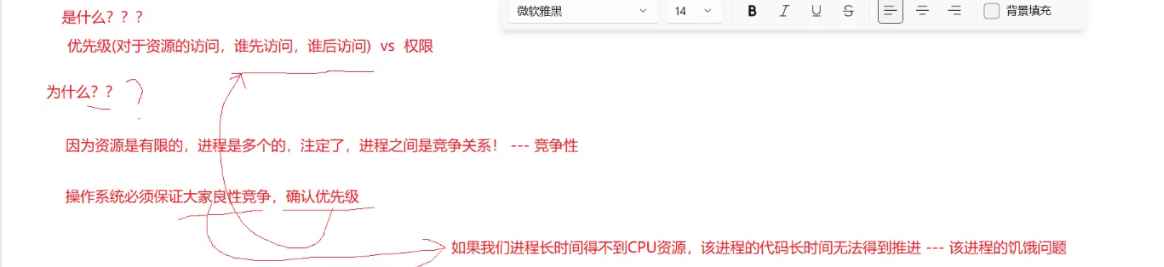 是什么？？？
微软雅黑 14 B I U S 背景填充
优先级(对于资源的访问，谁先访问，谁后访问) vs 权限
为什么？？
因为资源是有限的，进程是多个的，注定了，进程之间是竞争关系！ --- 竞争性
操作系统必须保证大家良性竞争，确认优先级
如果我们进程长时间得不到CPU资源，该进程的代码长时间无法得到推进 --- 该进程的饥饿问题